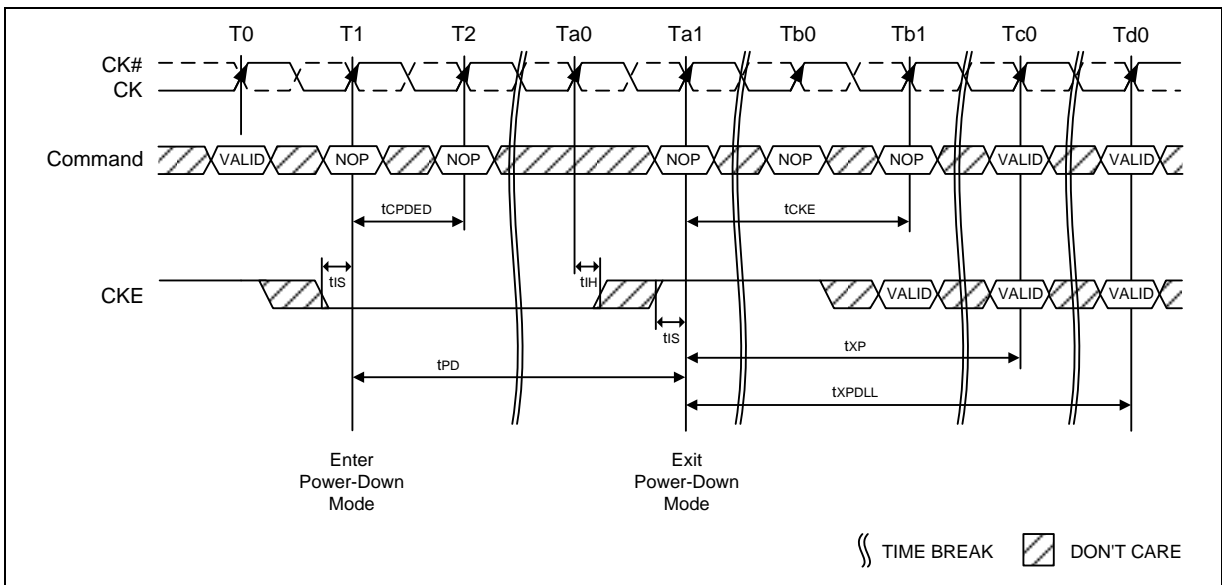 T0 T1 T2 Ta0 Ta1 Tb0 Tb1 Tc0 Td0
CK#
CK
Command VALID NOP NOP NOP NOP NOP VALID VALID
tCPDED tCKE
tIS tIH
CKE VALID VALID VALID
tIS
tXP
tPD
tXPDLL
Enter
Power-Down
Mode
Exit
Power-Down
Mode
TIME BREAK DON'T CARE